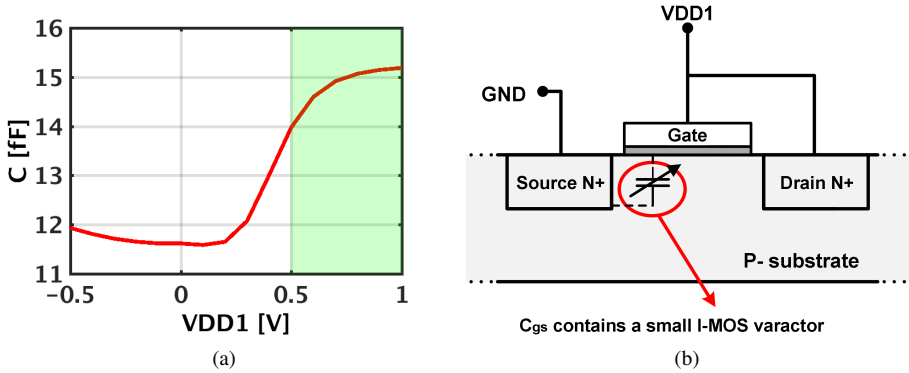 16
15
14
13
12
11
C [fF]
-0.5
0
0.5
1
VDD1 [V]
(a)
VDD1
GND
Gate
Source N+
Drain N+
P- substrate
Cgs contains a small I-MOS varactor
(b)